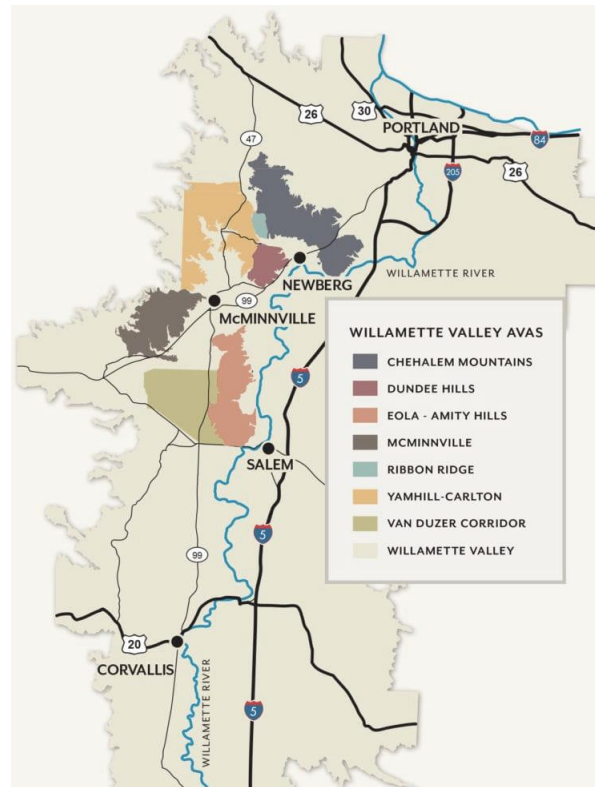 26
30
PORTLAND
84
47
205
26
NEWBERG
WILLAMETTE RIVER
99
McMINNVILLE
WILLAMETTE VALLEY AVAS
CHEHALEM MOUNTAINS
DUNDEE HILLS
5
EOLA - AMITY HILLS
MCMINNVILLE
RIBBON RIDGE
YAMHILL-CARLTON
VAN DUZER CORRIDOR
WILLAMETTE VALLEY
SALEM
5
99
20
CORVALLIS
WILLAMETTE RIVER
5